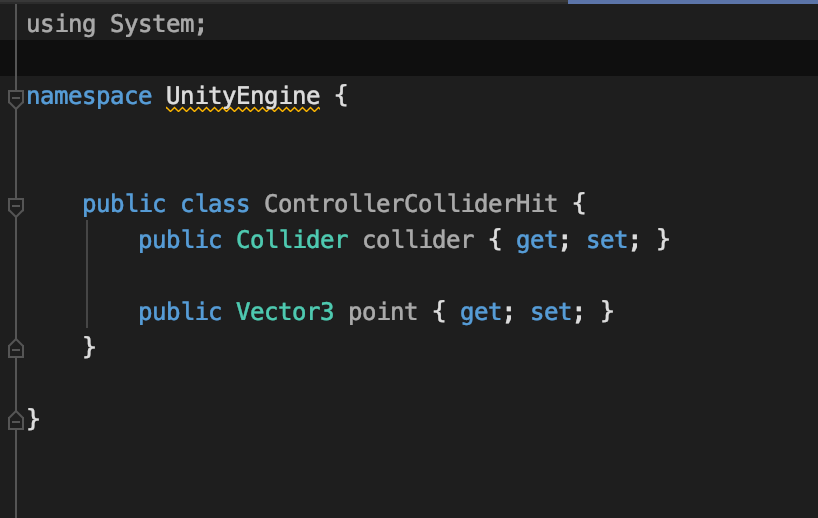 using System;
namespace UnityEngine {
public class ControllerColliderHit {
public Collider collider { get; set; }
public Vector3 point { get; set; }
}
}